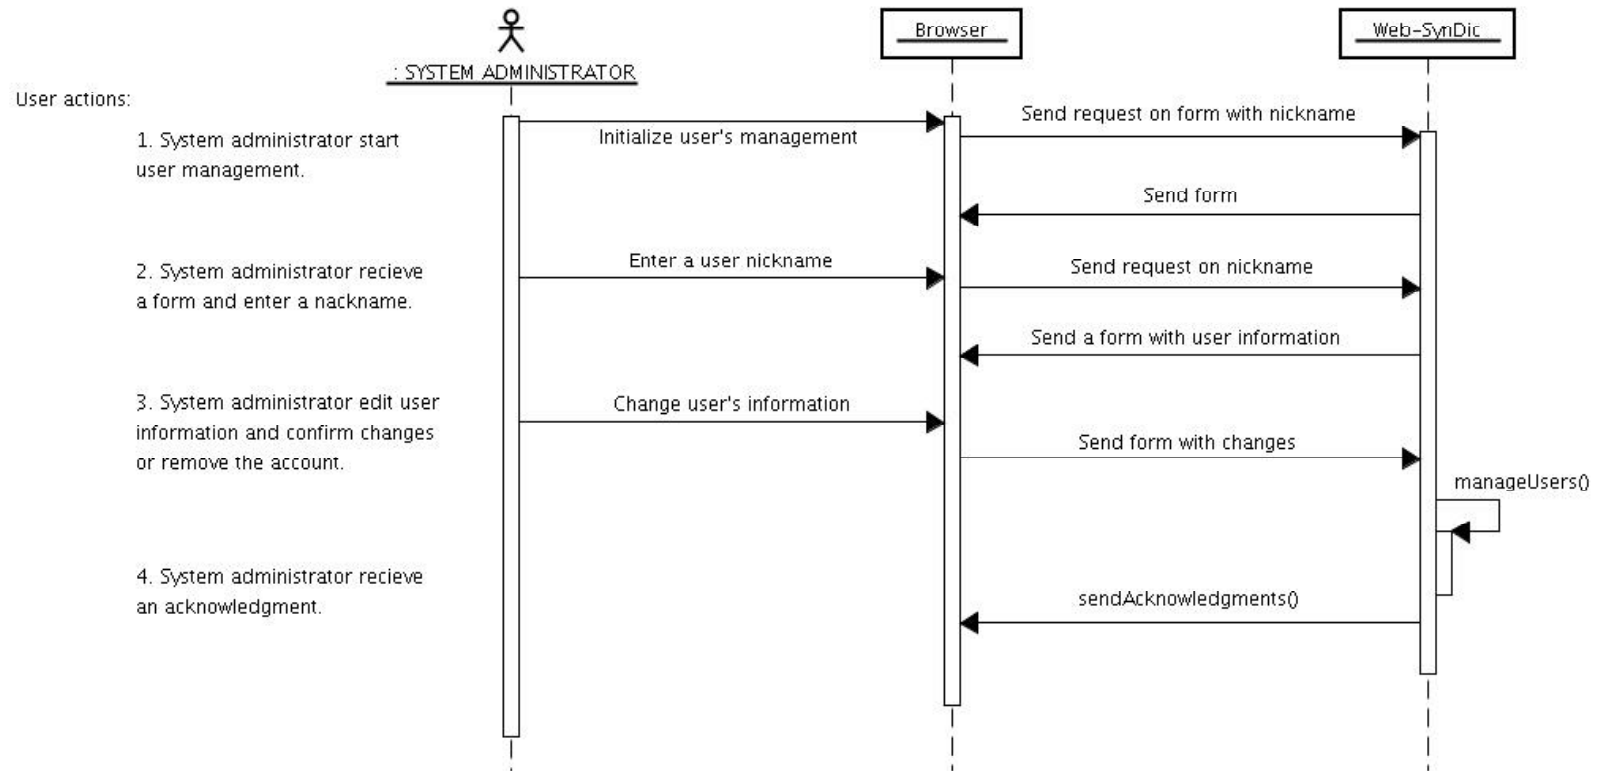 Browser
Web-SynDic
: SYSTEM ADMINISTRATOR
User actions:
Send request on form with nickname
Initialize user's management
1. System administrator start
user management.
Send form
Enter a user nickname
Send request on nickname
2. System administrator recieve
a form and enter a nackname.
Send a form with user information
3. System administrator edit user
information and confirm changes
or remove the account.
Change user's information
Send form with changes
manageUsers()
4. System administrator recieve
an acknowledgment.
sendAcknowledgments()